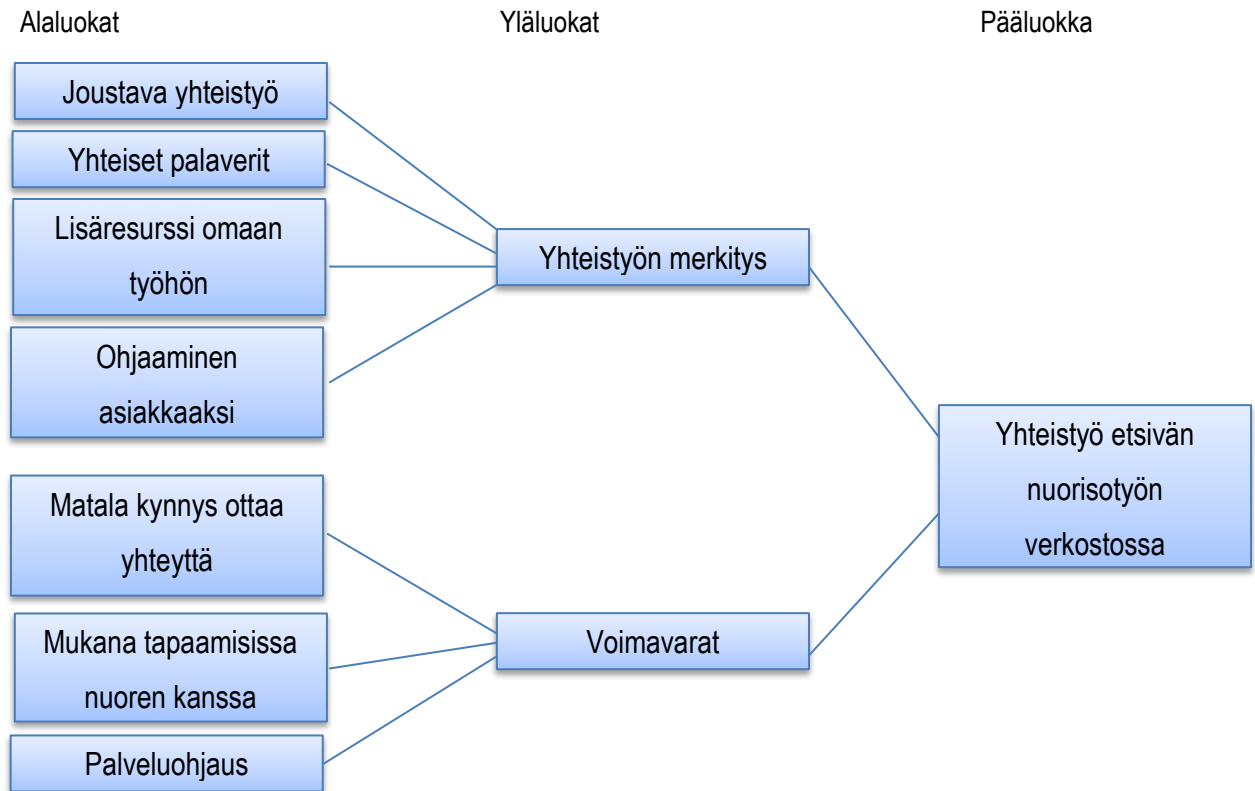 Alaluokat
Yläluokat
Pääluokka
Joustava yhteistyö
Yhteiset palaverit
Lisäresurssi omaan
työhön
Ohjaaminen
asiakkaaksi
Matala kynnys ottaa
yhteyttä
Mukana tapaamisissa
nuoren kanssa
Palveluohjaus
Yhteistyön merkitys
Voimavarat
Yhteistyö etsivän
nuorisotyön
verkostossa